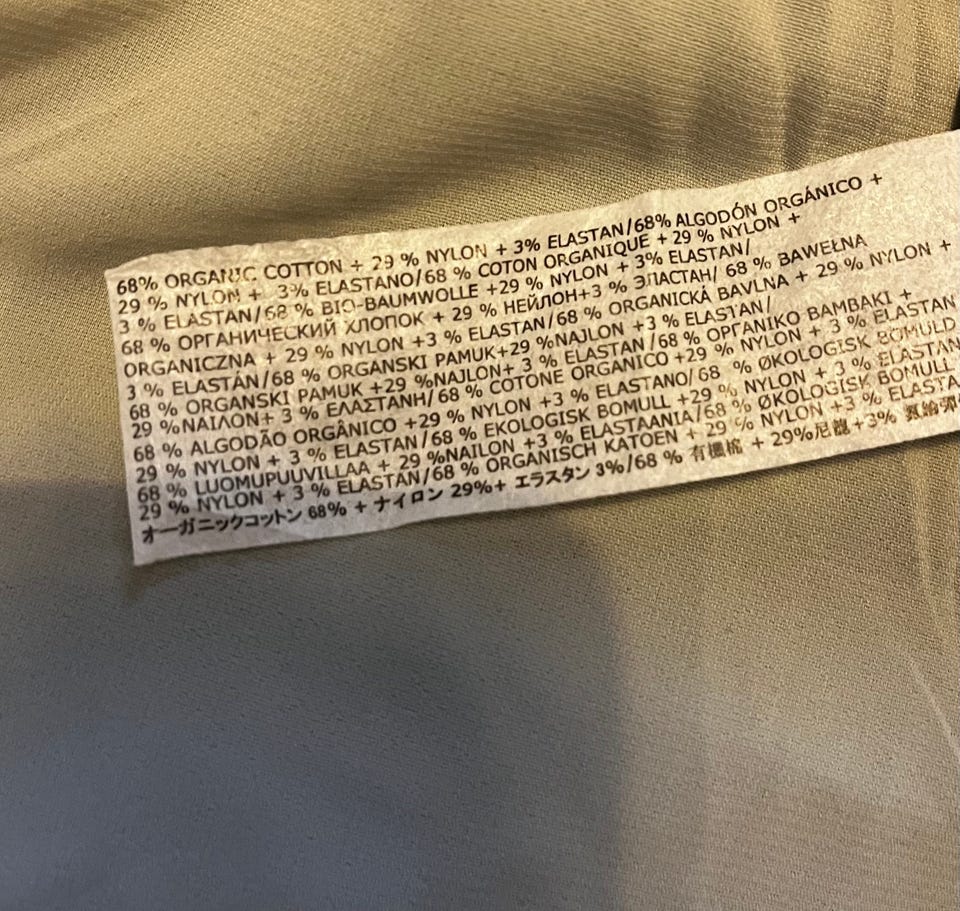 68% ORGANIC COTTON + 29 % NYLON + 3% ELASTAN/68% ALGODÓN ORGÁNICO +
29 % NYLON + 3% ELASTANO/68 % COTON ORGANIQUE + 29 % NYLON +
3 % ELASTAN/68 % BIO-BAUMWOLLE +29 % NYLON + 3% ELASTAN/
68 % ОРГАНИЧЕСКИЙ ХЛОПОК + 29 % НЕЙЛОН+3 % ЭЛАСТАН/ 68 % BAWEŁNA
ORGANICZNA + 29 % NYLON +3 % ELASTAN/68 % ORGANICKÁ BAVLNA + 29 % NYLON +
3 % ELASTÁN/68 % ORGANSKI PAMUK+29 %NAJLON +3 % ELASTAN/
68 % ORGANSKI PAMUK +29 %NAJLON+ 3 % ELASTAN /68 % ΟΡΓΑΝΙΚΟ ΒΑΜΒΑΚΙ +
29 %ΝΑΙΛΟΝ+ 3 % ΕΛΑΣΤΑΝΗ/ 68 % COTONE ORGANICO +29 % NYLON + 3 % ELASTAN
68 % ALGODÃO ORGÂNICO +29 % NYLON +3 % ELASTANO/ 68 % ØKOLOGISK BOMULD
29 % NYLON + 3 % ELASTAN/68 % EKOLOGISK BOMULL +29 % NYLON + 3 % ELASTAN
68 % LUOMUPUUVILLAA + 29 %NAILON +3 % ELASTAANIA/68 % ØKOLOGISK BOMULL
29 % NYLON + 3 % ELASTAN/68 % ORGANISCH KATOEN + 29 % NYLON +3 % ELASTA
オーガニックコットン 68% + ナイロン 29%+ エラスタン 3%/68 % 有機棉 + 29%尼龍+3%